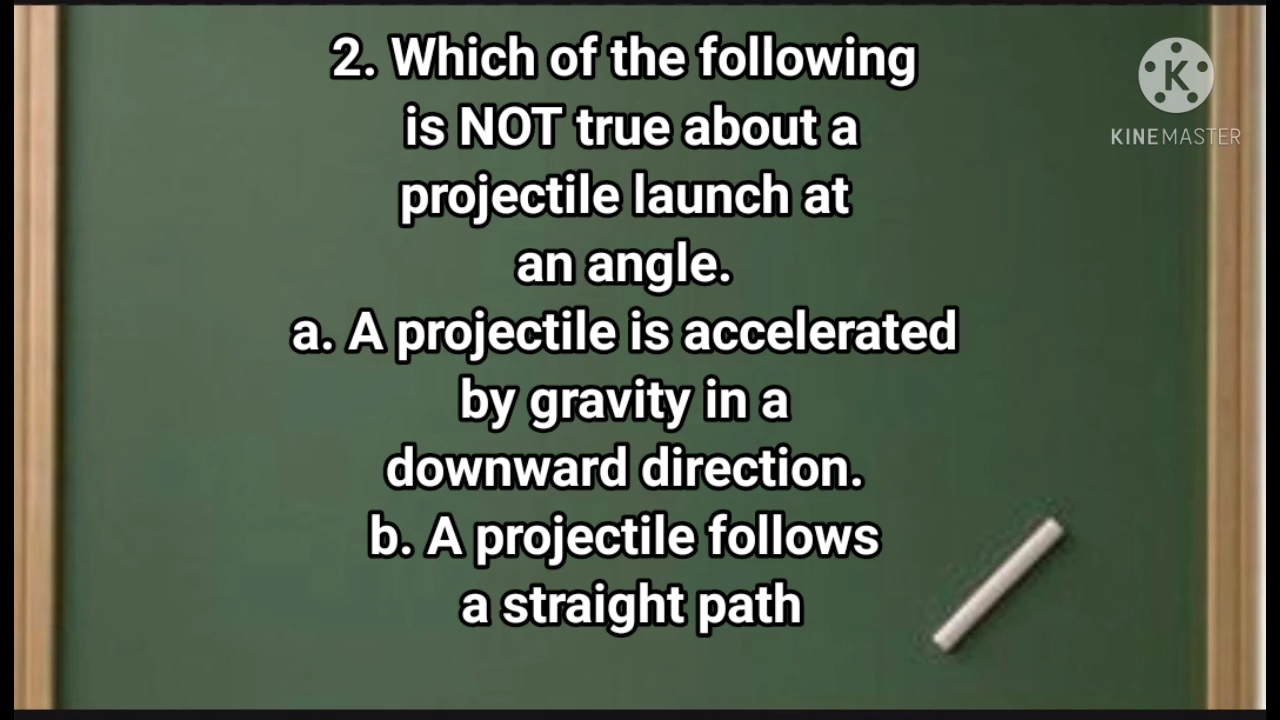 2. Which of the following
is NOT true about a
projectile launch at
an angle.
a. A projectile is accelerated
by gravity in a
downward direction.
b. A projectile follows
a straight path
K
KINEMASTER